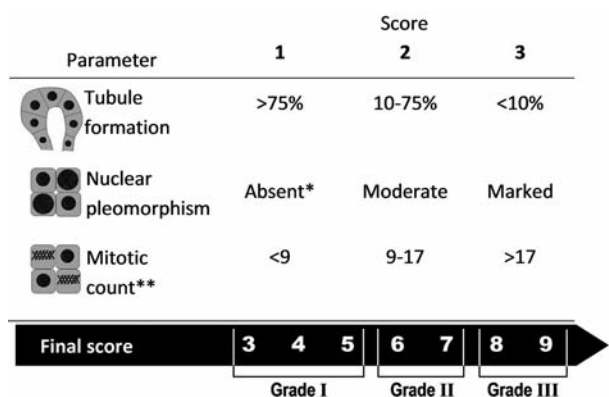 Score
Parameter 1 2 3
Tubule formation >75% 10-75% <10%
Nuclear pleomorphism Absent* Moderate Marked
Mitotic count** <9 9-17 >17
Final score 3 4 5 6 7 8 9
Grade I Grade II Grade III